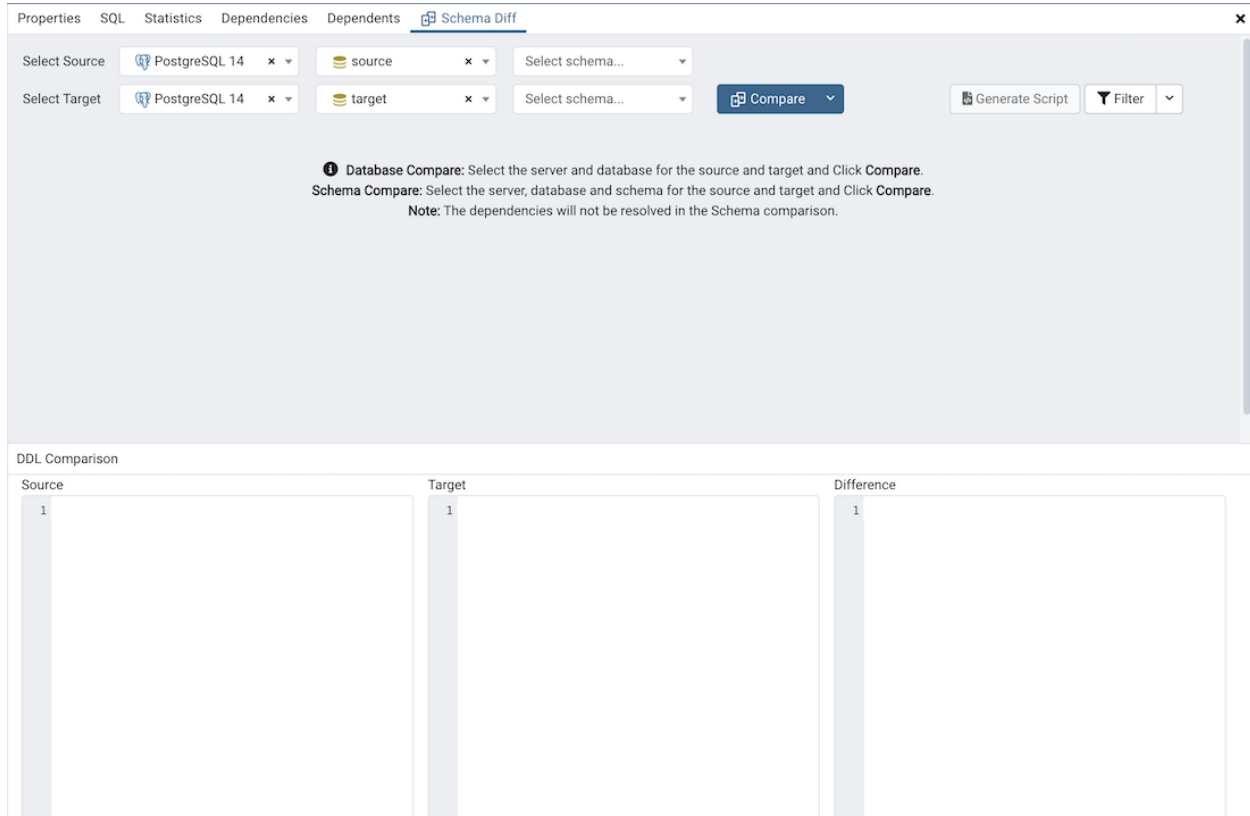 Properties SQL Statistics Dependencies Dependents Schema Diff
Select Source PostgreSQL 14 source Select schema...
Select Target PostgreSQL 14 target Select schema... Compare Generate Script Filter
Database Compare: Select the server and database for the source and target and Click Compare.
Schema Compare: Select the server, database and schema for the source and target and Click Compare.
Note: The dependencies will not be resolved in the Schema comparison.
DDL Comparison
Source Target Difference
1 1 1